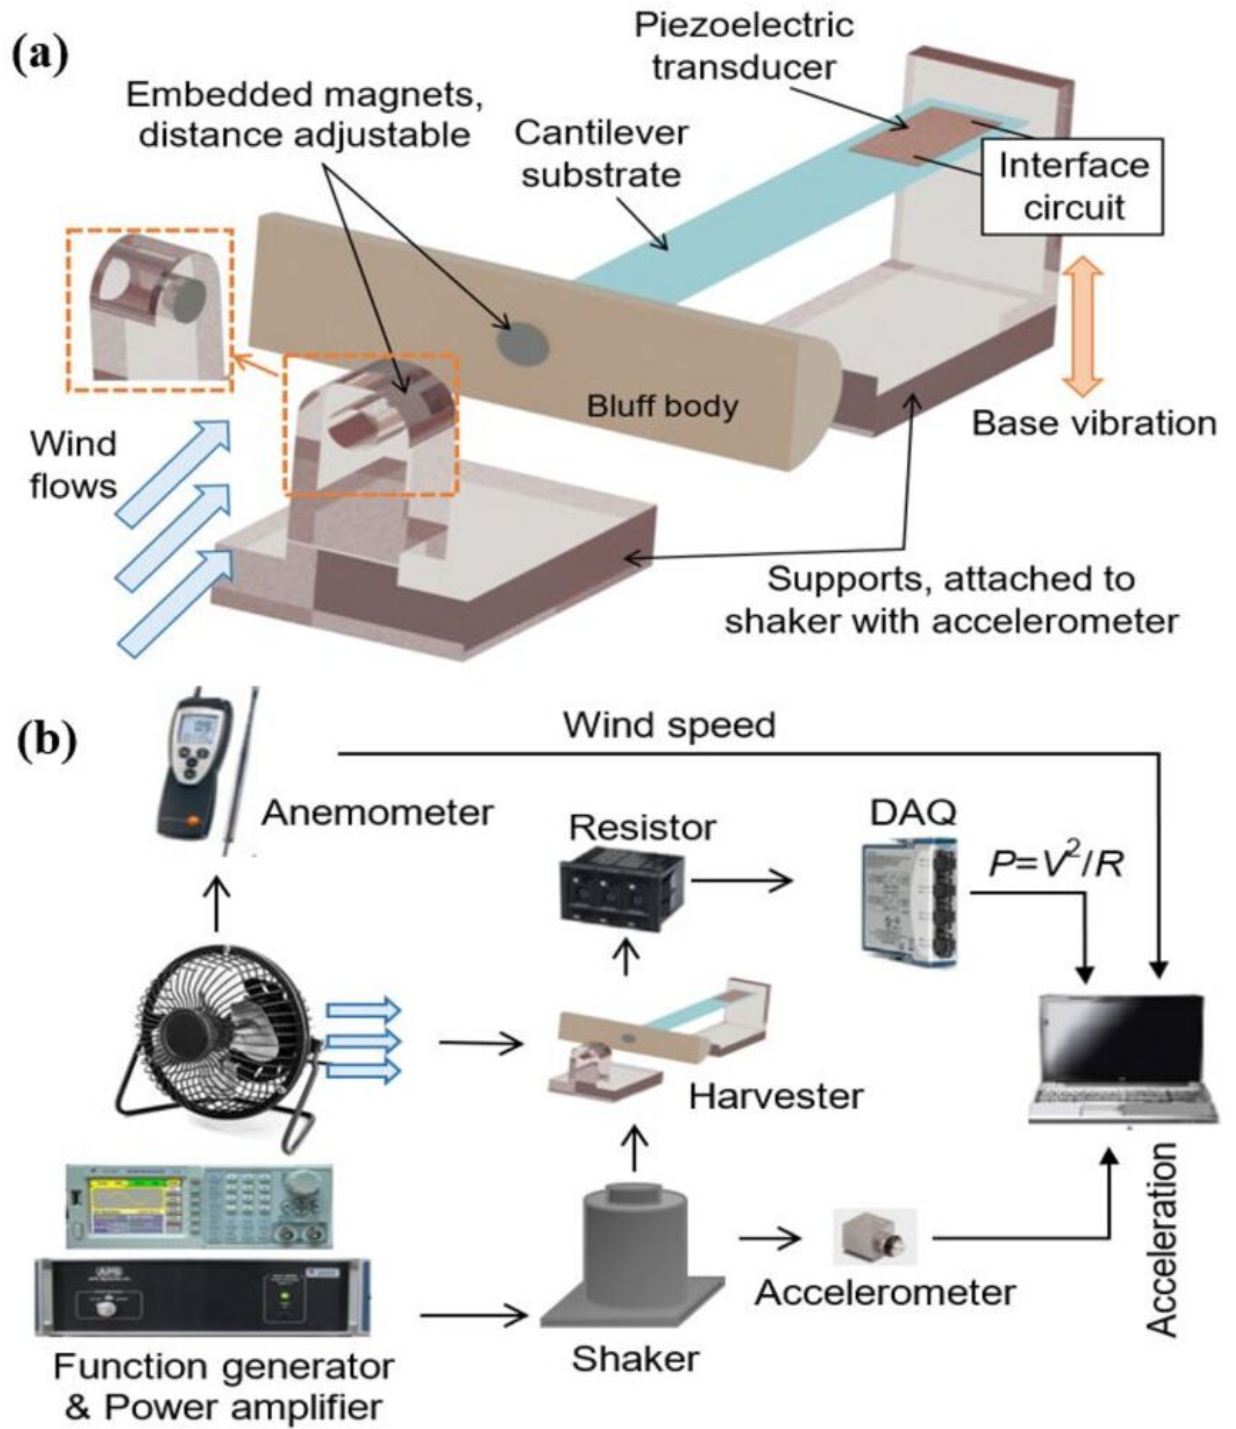 (a)
Piezoelectric
transducer
Embedded magnets,
distance adjustable
Cantilever
substrate
Interface
circuit
Bluff body
Base vibration
Wind
flows
Supports, attached to
shaker with accelerometer
(b)
Wind speed
Anemometer
Resistor
DAQ
P=V²/R
Harvester
Acceleration
Accelerometer
Shaker
Function generator
& Power amplifier